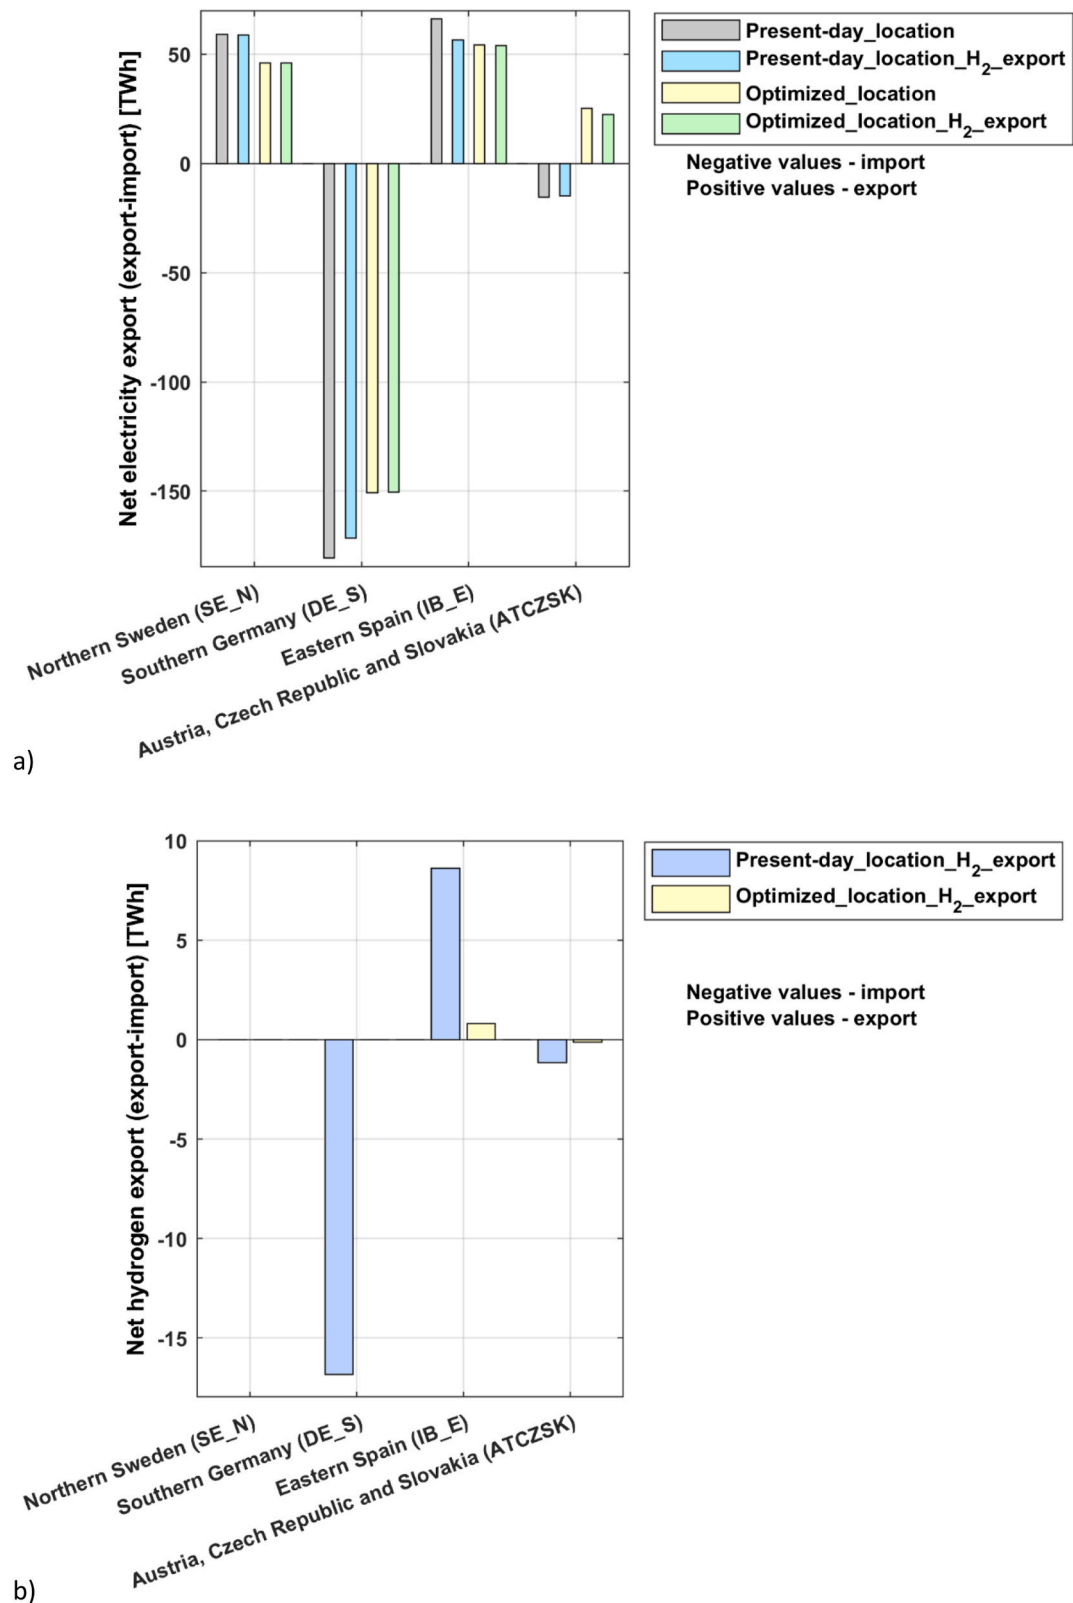 Net electricity export (export-import) [TWh]
50
0
-50
-100
-150
Northern Sweden (SE_N)
Southern Germany (DE_S)
Eastern Spain (IB_E)
Austria, Czech Republic and Slovakia (ATCZSK)
Present-day_location
Present-day_location_H2_export
Optimized_location
Optimized_location_H2_export
Negative values - import
Positive values - export
a)
Net hydrogen export (export-import) [TWh]
10
5
0
-5
-10
-15
Northern Sweden (SE_N)
Southern Germany (DE_S)
Eastern Spain (IB_E)
Austria, Czech Republic and Slovakia (ATCZSK)
Present-day_location_H2_export
Optimized_location_H2_export
Negative values - import
Positive values - export
b)